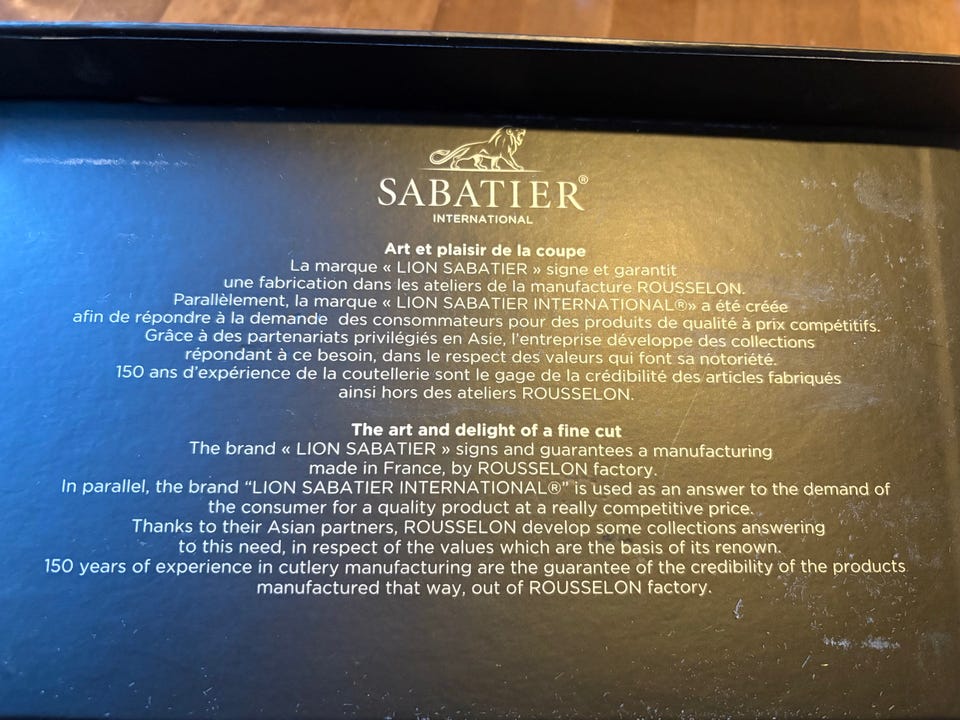 SABATIER®
INTERNATIONAL
Art et plaisir de la coupe
La marque « LION SABATIER » signe et garantit
une fabrication dans les ateliers de la manufacture ROUSSELON.
Parallèlement, la marque « LION SABATIER INTERNATIONAL®» a été créée
afin de répondre à la demande des consommateurs pour des produits de qualité à prix compétitifs.
Grâce à des partenariats privilégiés en Asie, l'entreprise développe des collections
répondant à ce besoin, dans le respect des valeurs qui font sa notoriété.
150 ans d'expérience de la coutellerie sont le gage de la crédibilité des articles fabriqués
ainsi hors des ateliers ROUSSELON.
The art and delight of a fine cut
The brand « LION SABATIER » signs and guarantees a manufacturing
made in France, by ROUSSELON factory.
In parallel, the brand “LION SABATIER INTERNATIONAL®” is used as an answer to the demand of
the consumer for a quality product at a really competitive price.
Thanks to their Asian partners, ROUSSELON develop some collections answering
to this need, in respect of the values which are the basis of its renown.
150 years of experience in cutlery manufacturing are the guarantee of the credibility of the products
manufactured that way, out of ROUSSELON factory.